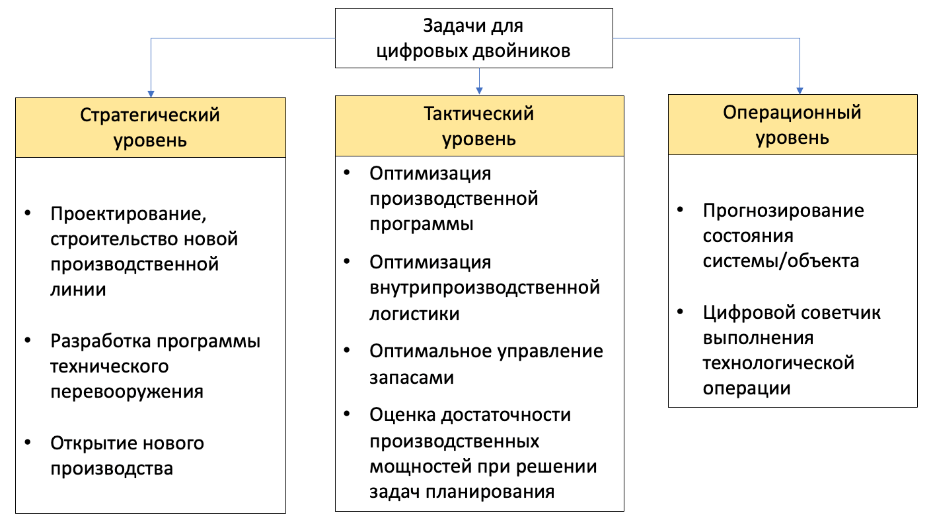 Задачи для
цифровых двойников
Стратегический
уровень
• Проектирование,
строительство новой
производственной
линии
• Разработка программы
технического
перевооружения
• Открытие нового
производства
Тактический
уровень
• Оптимизация
производственной
программы
• Оптимизация
внутрипроизводственной
логистики
• Оптимальное управление
запасами
• Оценка достаточности
производственных
мощностей при решении
задач планирования
Операционный
уровень
• Прогнозирование
состояния
системы/объекта
• Цифровой советчик
выполнения
технологической
операции